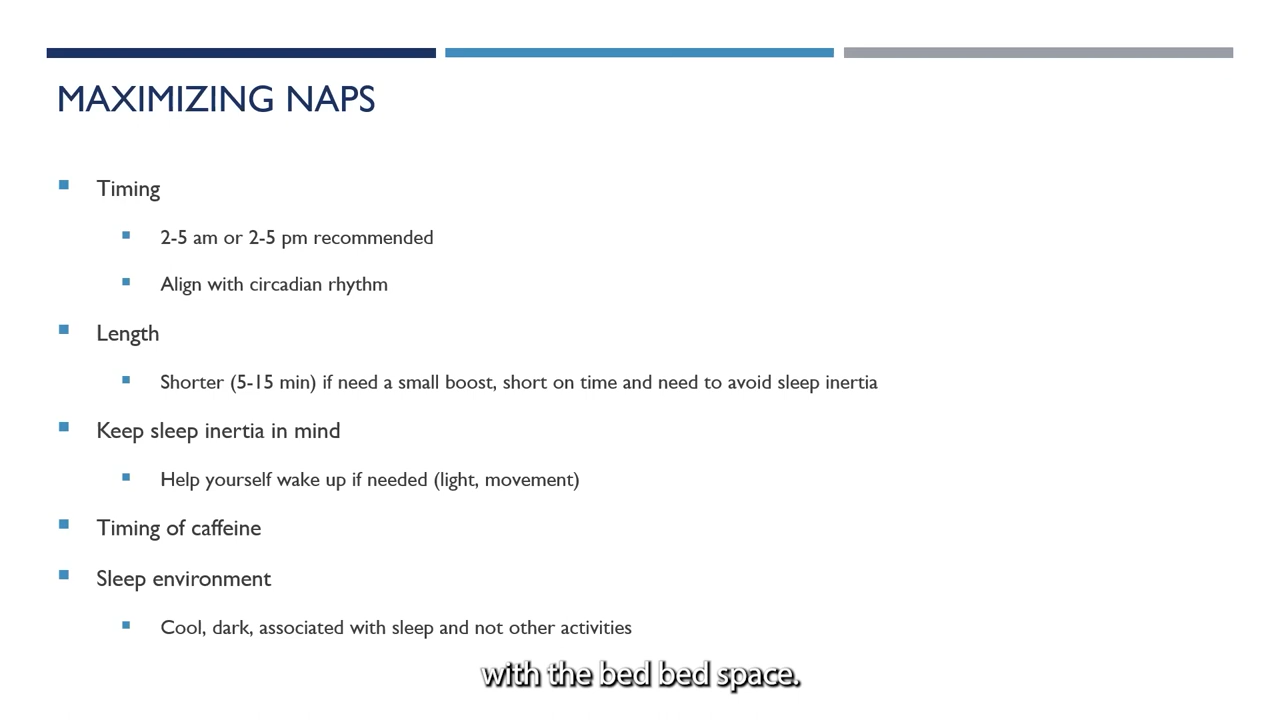 MAXIMIZING NAPS
Timing
2-5 am or 2-5 pm recommended
Align with circadian rhythm
Length
Shorter (5-15 min) if need a small boost, short on time and need to avoid sleep inertia
Keep sleep inertia in mind
Help yourself wake up if needed (light, movement)
Timing of caffeine
Sleep environment
Cool, dark, associated with sleep and not other activities
with the bed bed space.